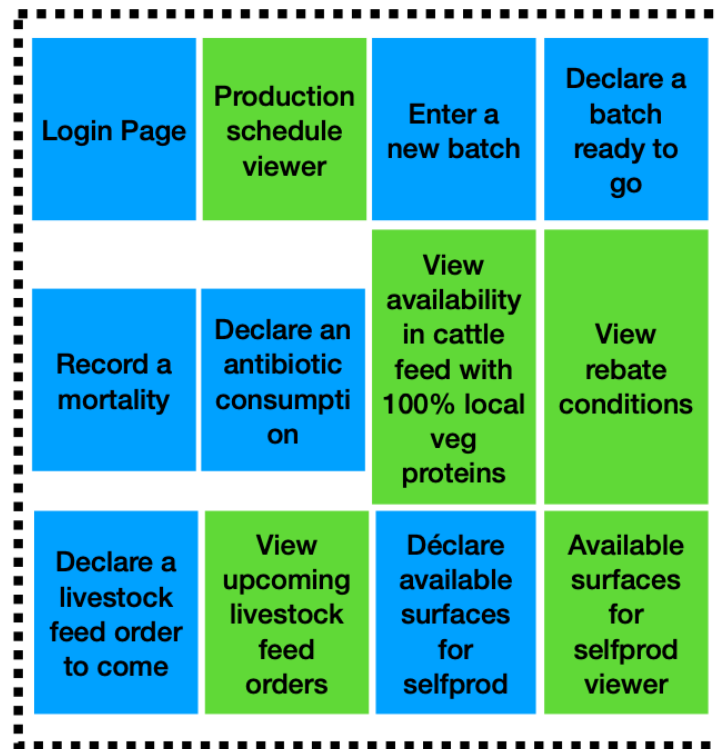 Login Page
Production
schedule
viewer
Enter a
new batch
Declare a
batch
ready to
go
Record a
mortality
Declare an
antibiotic
consumpti
on
View
availability
in cattle
feed with
100% local
veg
proteins
View
rebate
conditions
Declare a
livestock
feed order
to come
View
upcoming
livestock
feed
orders
Déclare
available
surfaces
for
selfprod
Available
surfaces
for
selfprod
viewer